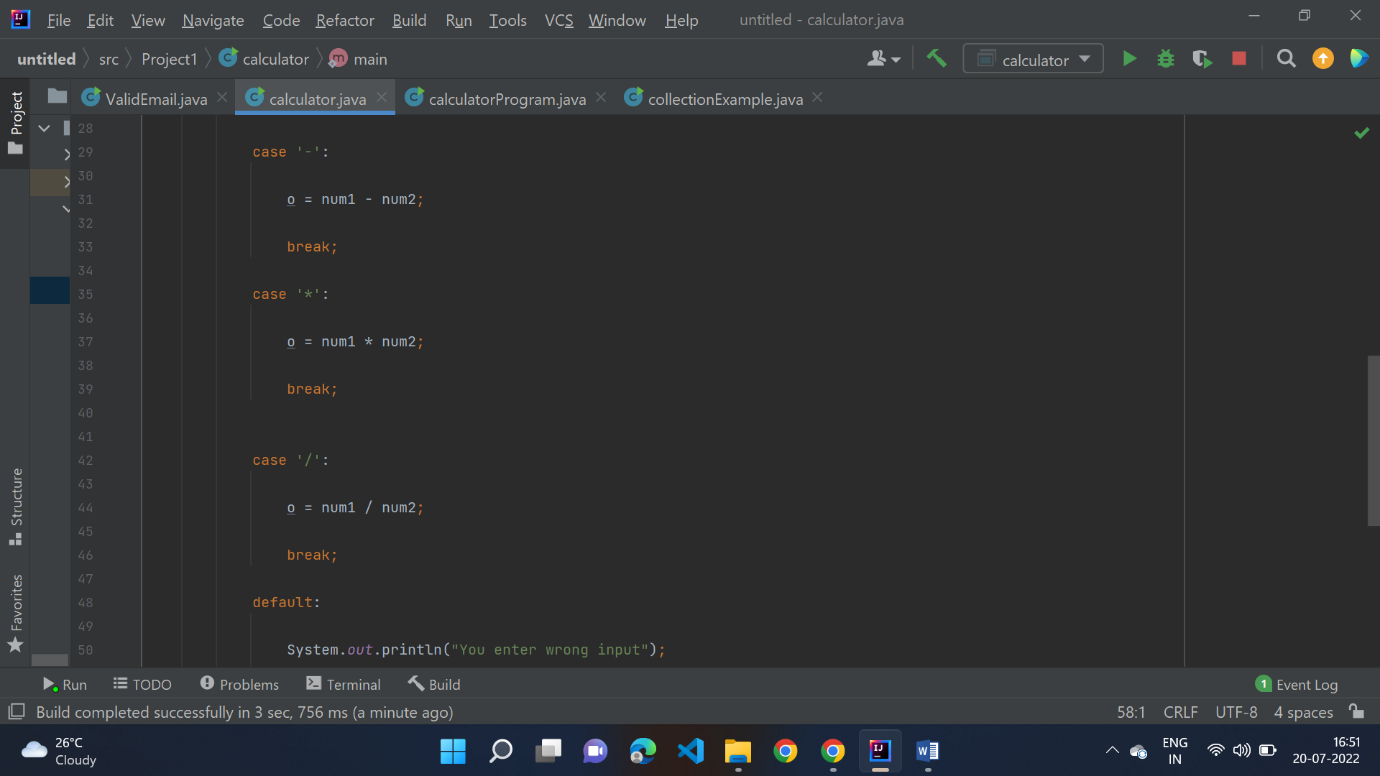 File Edit View Navigate Code Refactor Build Run Tools VCS Window Help untitled - calculator.java
untitled src Project1 calculator main calculator
ValidEmail.java calculator.java calculatorProgram.java collectionExample.java
Project
Structure
Favorites
28
29 case '-':
30
31 o = num1 - num2;
32
33 break;
34
35 case '*':
36
37 o = num1 * num2;
38
39 break;
40
41
42 case '/':
43
44 o = num1 / num2;
45
46 break;
47
48 default:
49
50 System.out.println("You enter wrong input");
Run TODO Problems Terminal Build 1 Event Log
Build completed successfully in 3 sec, 756 ms (a minute ago) 58:1 CRLF UTF-8 4 spaces
26°C
Cloudy
ENG
IN
16:51
20-07-2022